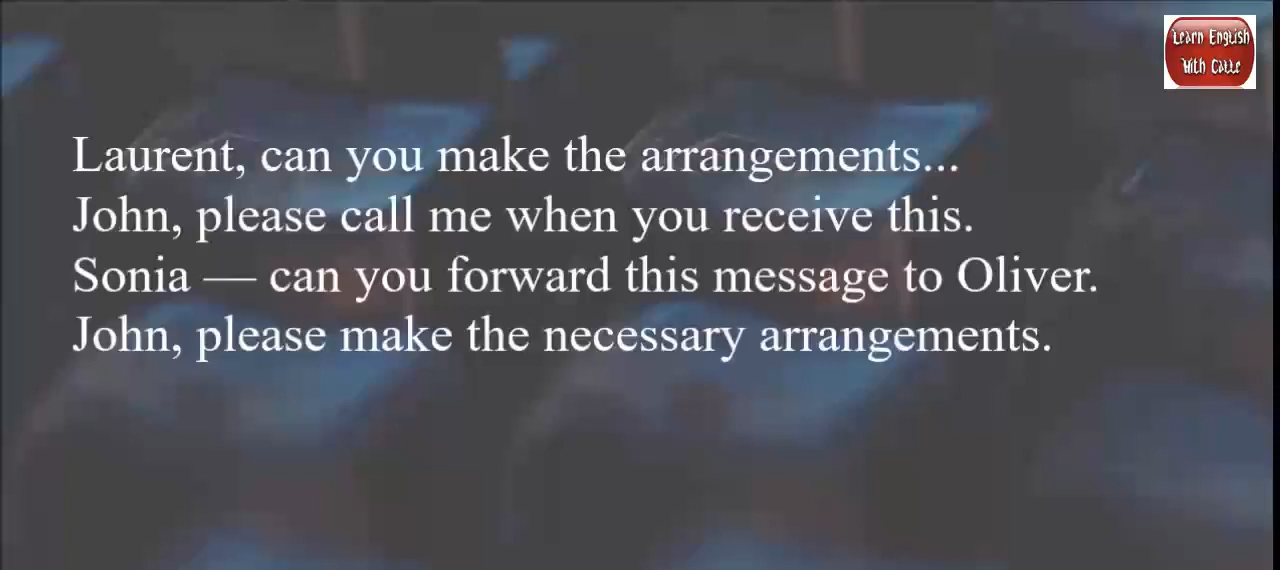 Learn English
With Cattc
Laurent, can you make the arrangements...
John, please call me when you receive this.
Sonia — can you forward this message to Oliver.
John, please make the necessary arrangements.